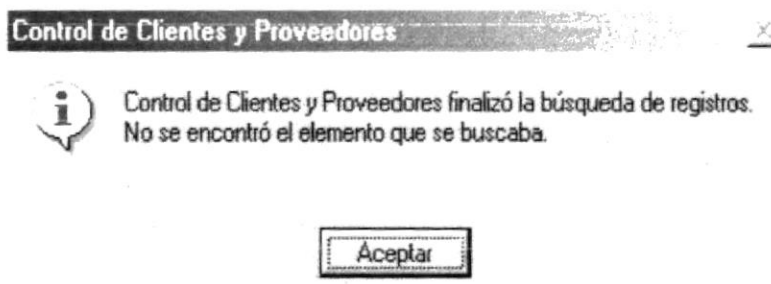 Control de Clientes y Proveedores
Control de Clientes y Proveedores finalizó la búsqueda de registros.
No se encontró el elemento que se buscaba.
Aceptar